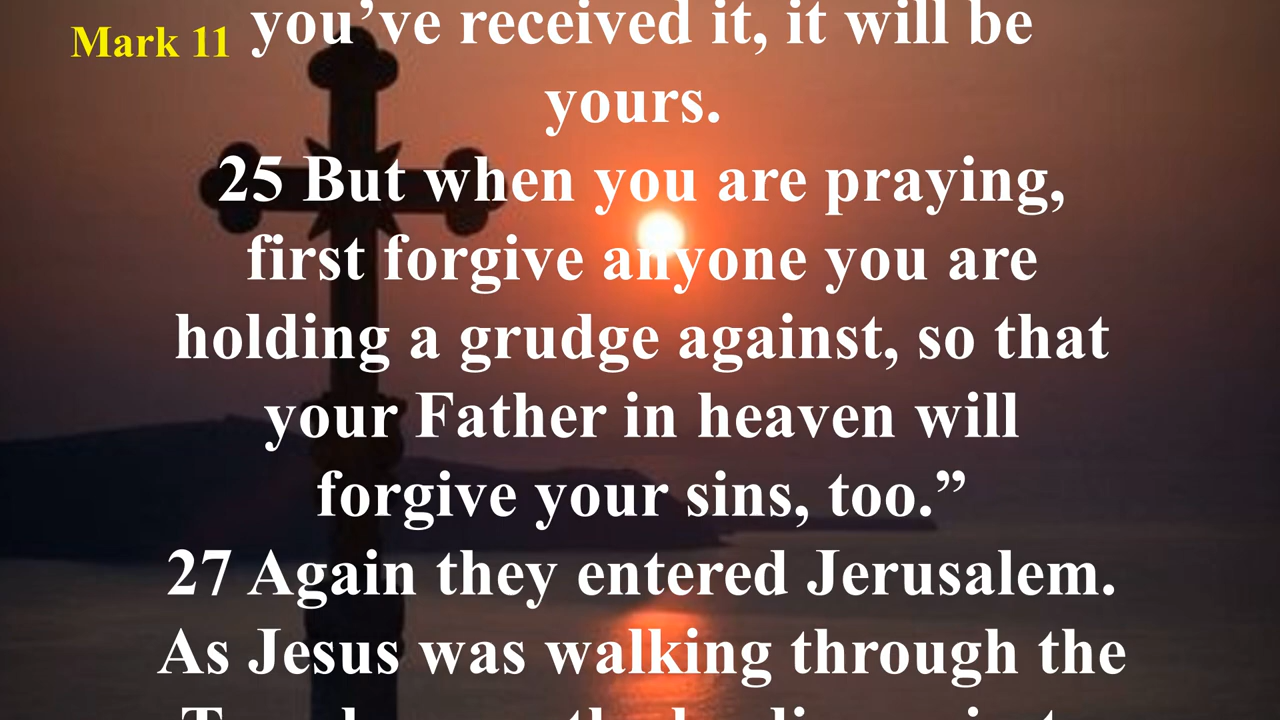 Mark 11
you’ve received it, it will be
yours.
25 But when you are praying,
first forgive anyone you are
holding a grudge against, so that
your Father in heaven will
forgive your sins, too.”
27 Again they entered Jerusalem.
As Jesus was walking through the